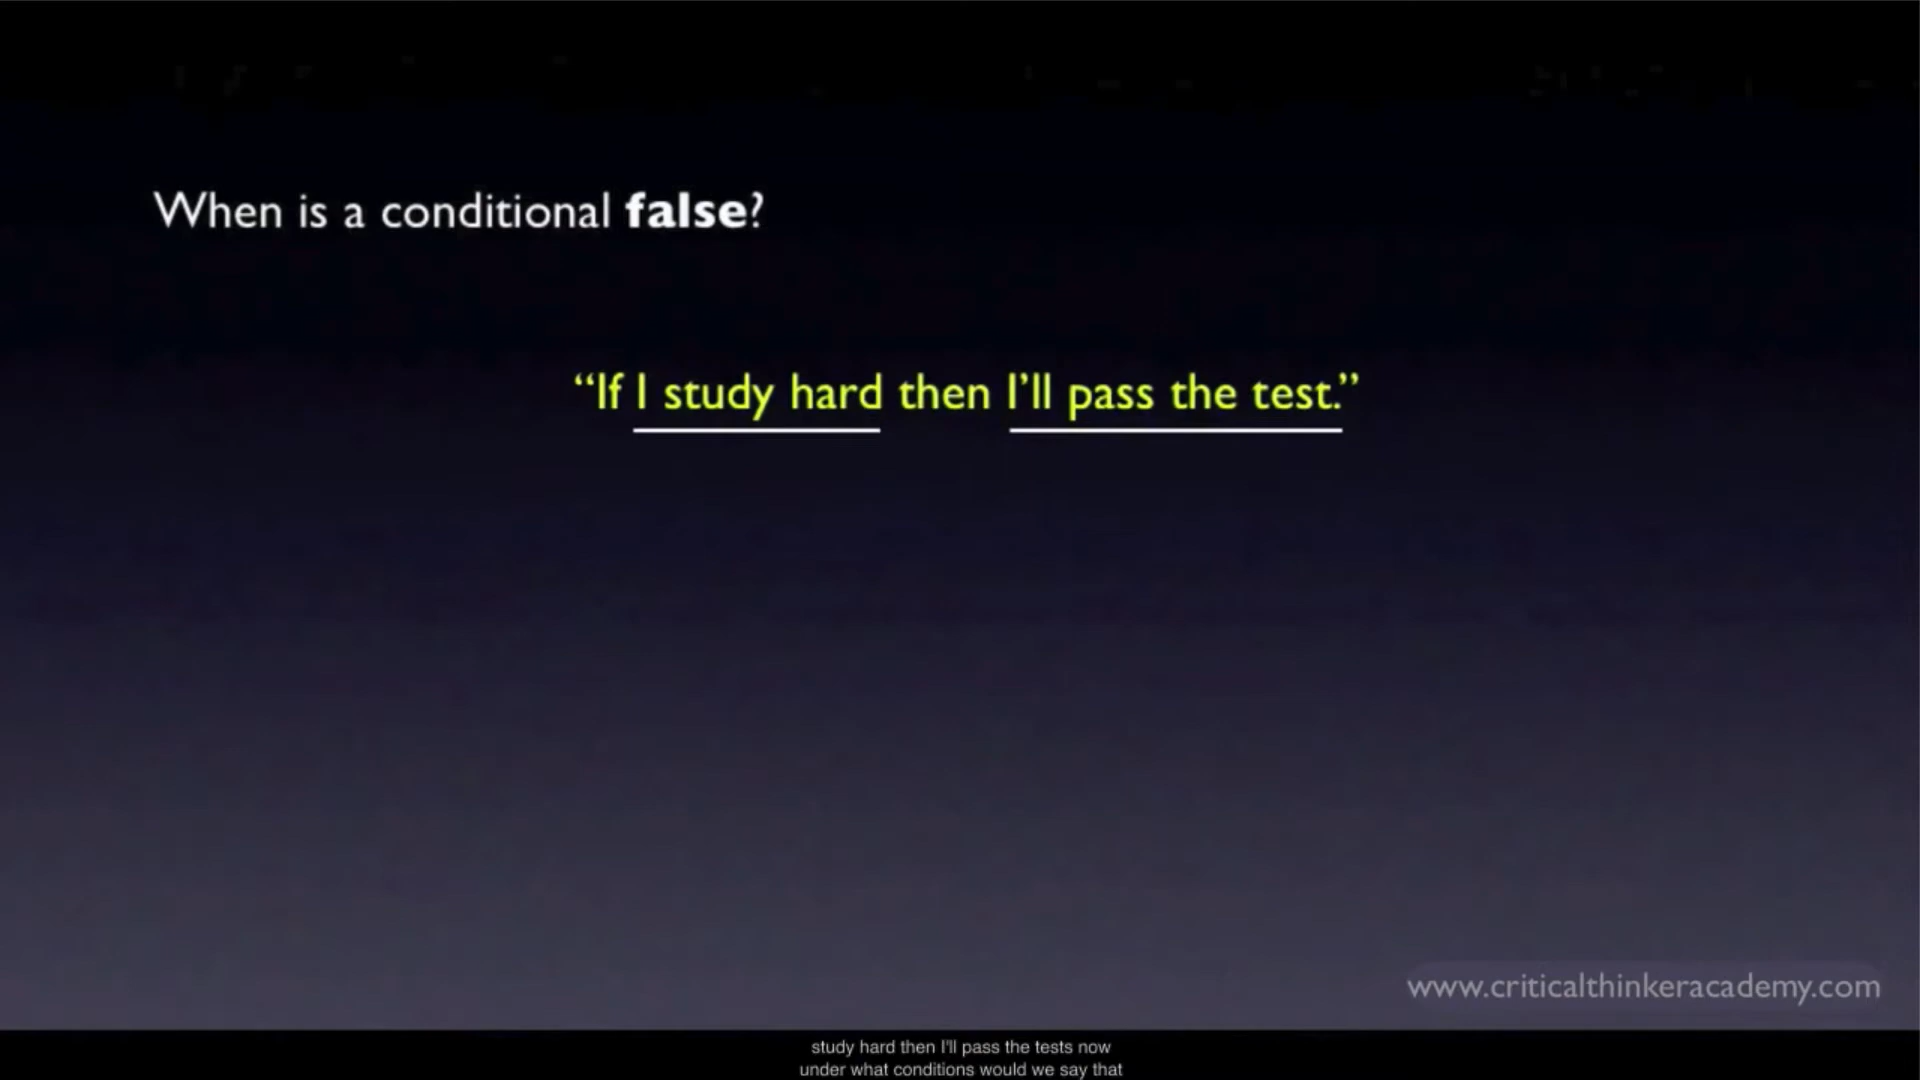 When is a conditional false?
“If I study hard then I’ll pass the test.”
www.criticalthinkeracademy.com
study hard then I'll pass the tests now
under what conditions would we say that